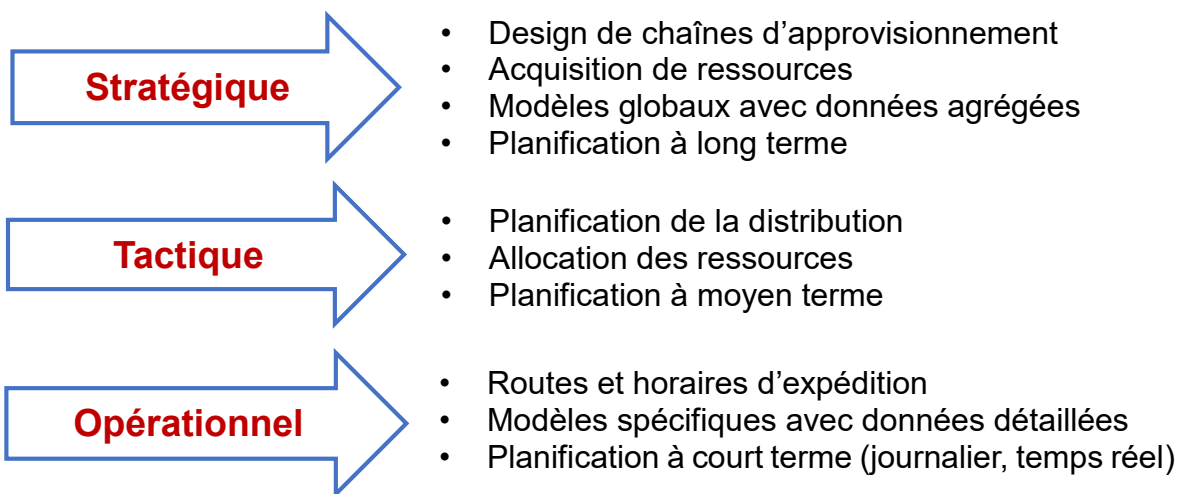 Stratégique
• Design de chaînes d’approvisionnement
• Acquisition de ressources
• Modèles globaux avec données agrégées
• Planification à long terme
Tactique
• Planification de la distribution
• Allocation des ressources
• Planification à moyen terme
Opérationnel
• Routes et horaires d’expédition
• Modèles spécifiques avec données détaillées
• Planification à court terme (journalier, temps réel)